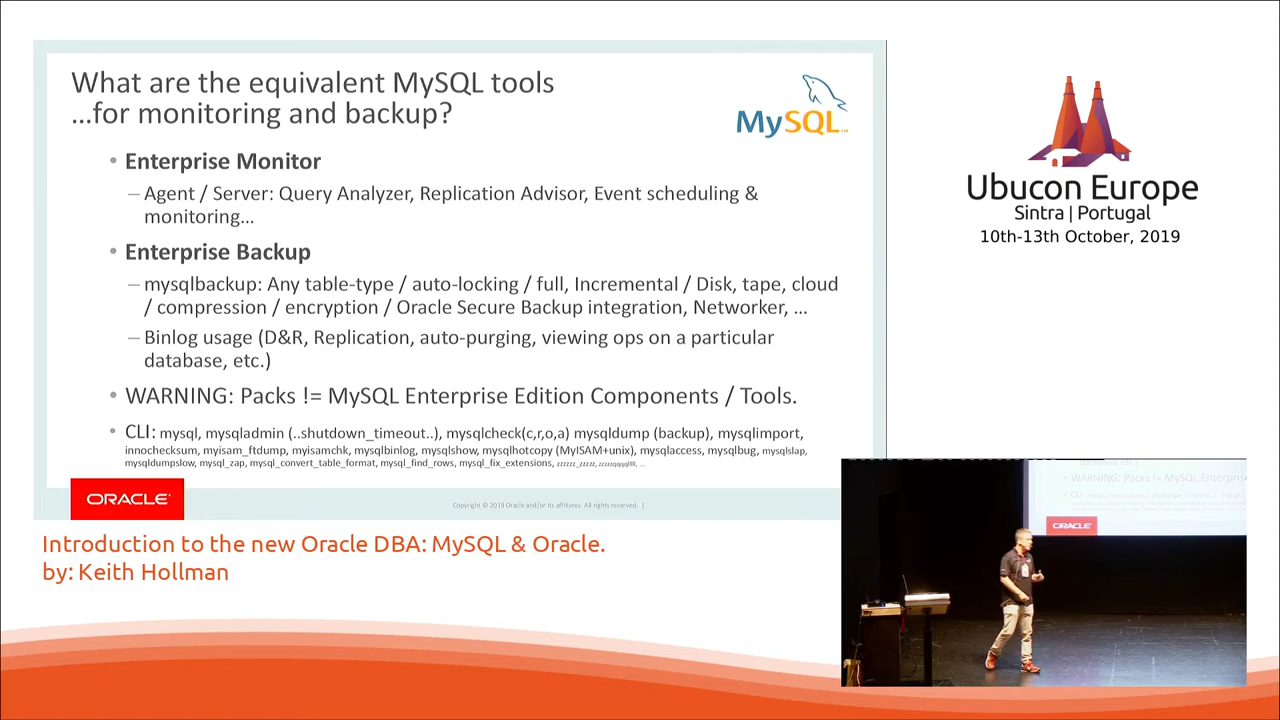 What are the equivalent MySQL tools
...for monitoring and backup?
MySQL
• Enterprise Monitor
– Agent / Server: Query Analyzer, Replication Advisor, Event scheduling &
monitoring...
• Enterprise Backup
– mysqlbackup: Any table-type / auto-locking / full, Incremental / Disk, tape, cloud
/ compression / encryption / Oracle Secure Backup integration, Networker, ...
– Binlog usage (D&R, Replication, auto-purging, viewing ops on a particular
database, etc.)
• WARNING: Packs != MySQL Enterprise Edition Components / Tools.
• CLI: mysql, mysqladmin (..shutdown_timeout..), mysqlcheck(c,r,o,a) mysqldump (backup), mysqlimport,
innochecksum, myisam_ftdump, myisamchk, mysqlbinlog, mysqlshow, mysqlhotcopy (MyISAM+unix), mysqlaccess, mysqlbug, mysqlslap,
mysqldumpslow, mysql_zap, mysql_convert_table_format, mysql_find_rows, mysql_fix_extensions,
ORACLE
Copyright © 2019 Oracle and/or its affiliates. All rights reserved. |
Ubucon Europe
Sintra | Portugal
10th-13th October, 2019
WARNING: Packs != MySQL Enterpris
CLI:
ORACLE
Introduction to the new Oracle DBA: MySQL & Oracle.
by: Keith Hollman